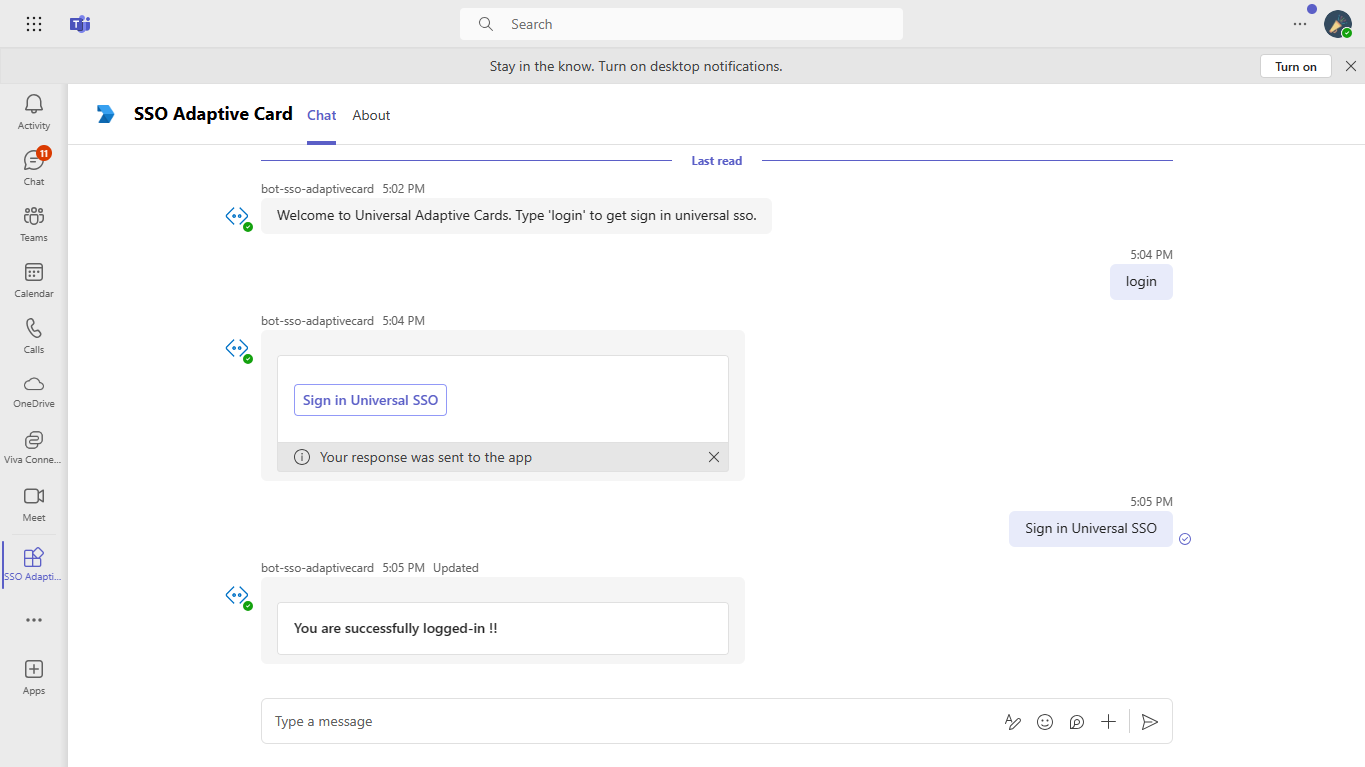 Search
Stay in the know. Turn on desktop notifications.
Turn on
Activity
11
Chat
Teams
Calendar
Calls
OneDrive
Viva Conne...
Meet
SSO Adapti...
Apps
SSO Adaptive Card
Chat
About
Last read
bot-sso-adaptivecard 5:02 PM
Welcome to Universal Adaptive Cards. Type 'login' to get sign in universal sso.
5:04 PM
login
bot-sso-adaptivecard 5:04 PM
Sign in Universal SSO
Your response was sent to the app
5:05 PM
Sign in Universal SSO
bot-sso-adaptivecard 5:05 PM Updated
You are successfully logged-in !!
Type a message